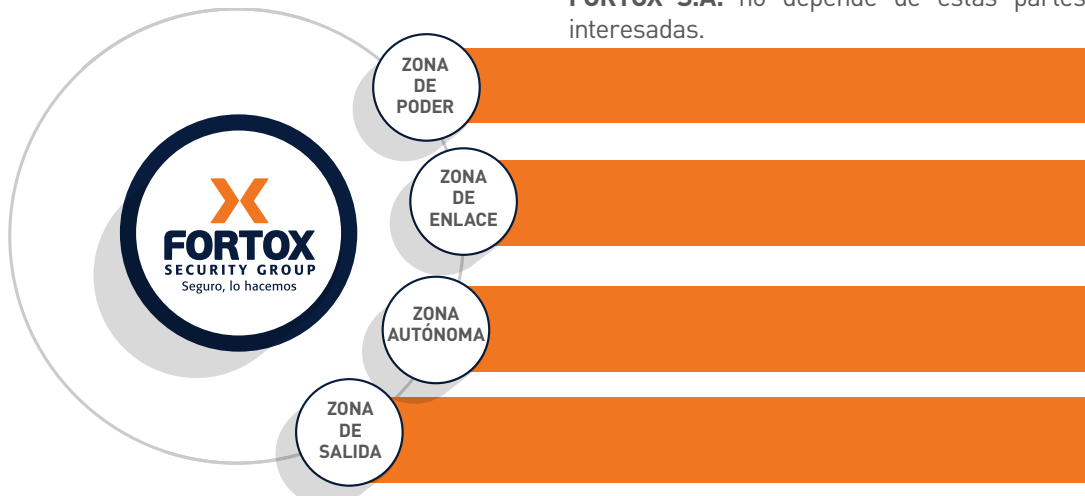 FORTOX S.A. no depende de estas partes
interesadas.
ZONA
DE
PODER
ZONA
DE
ENLACE
FORTOX
SECURITY GROUP
Seguro, lo hacemos
ZONA
AUTÓNOMA
ZONA
DE
SALIDA